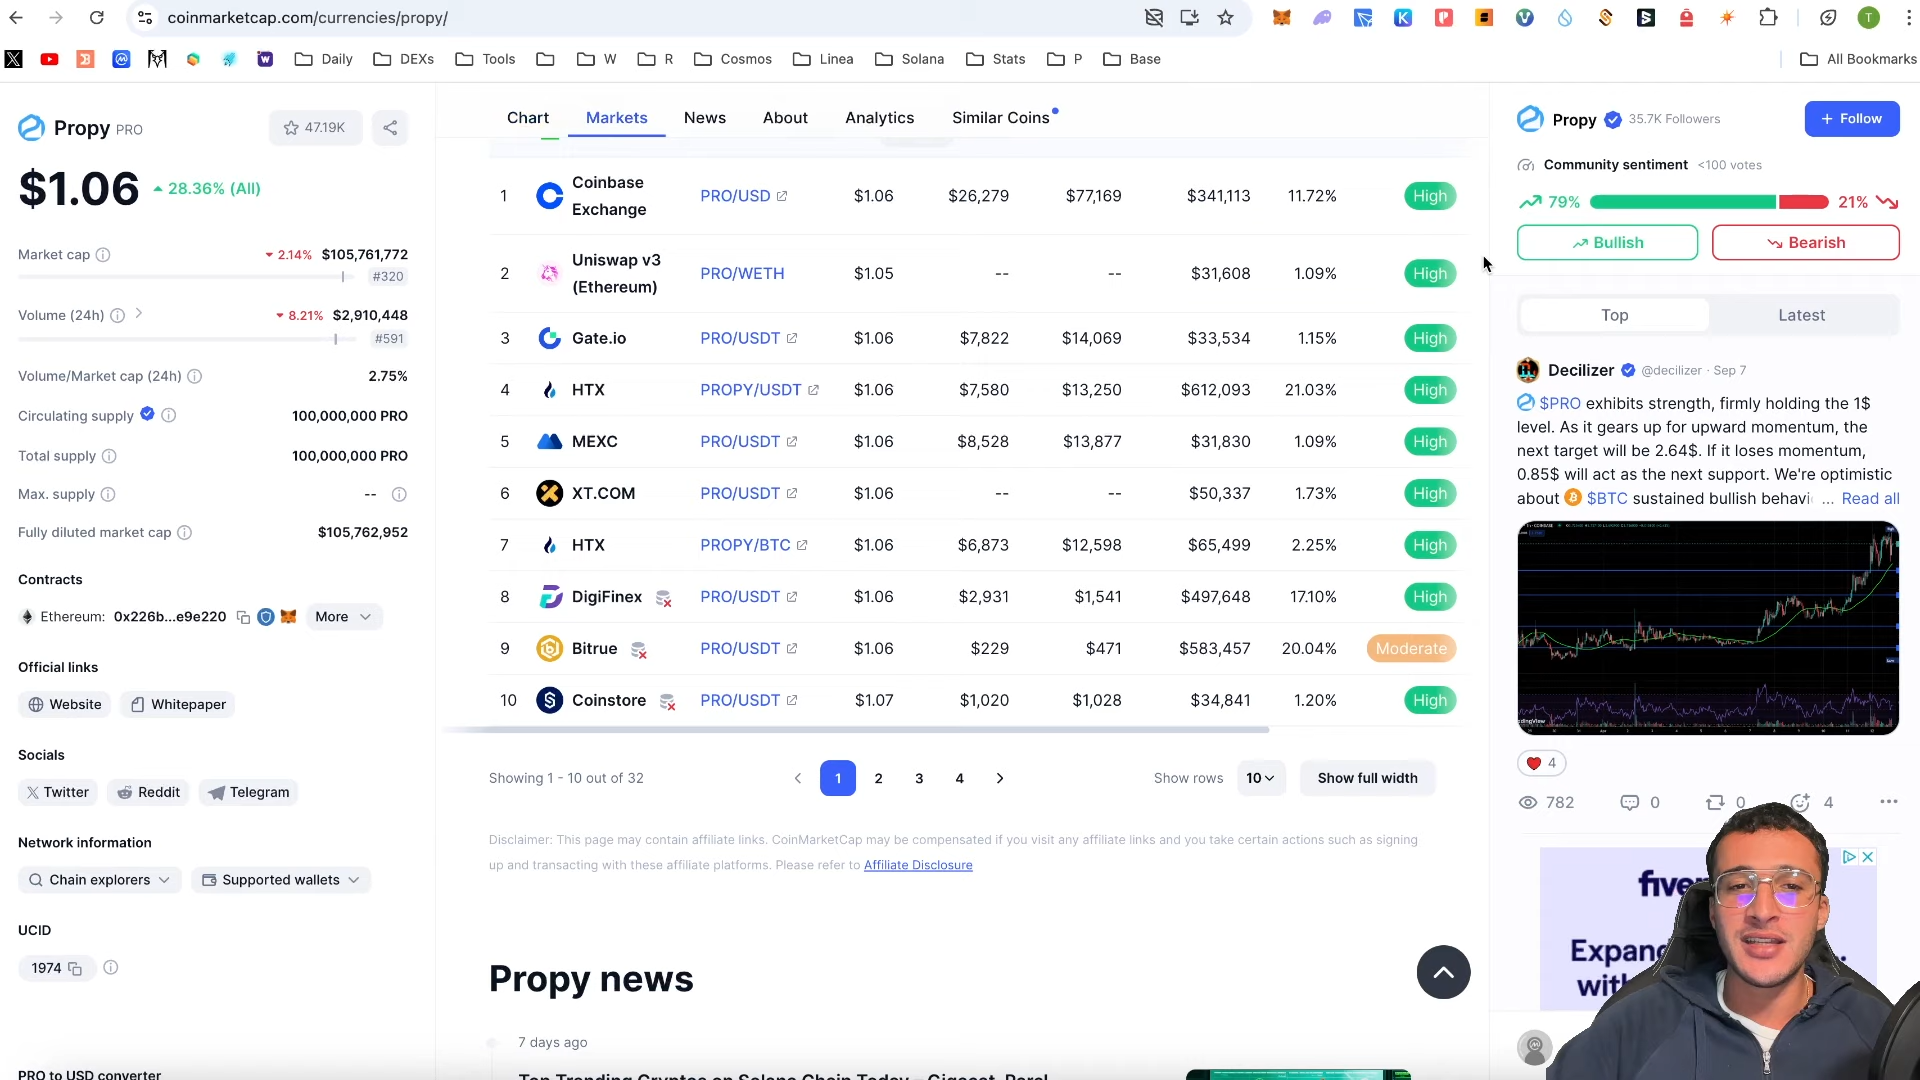 coinmarketcap.com/currencies/propy/
T
Daily
DEXs
Tools
W
R
Cosmos
Linea
Solana
Stats
P
Base
All Bookmarks
Propy PRO
47.19K
$1.06 28.36% (All)
Market cap 2.14% $105,761,772
#320
Volume (24h) 8.21% $2,910,448
#591
Volume/Market cap (24h) 2.75%
Circulating supply 100,000,000 PRO
Total supply 100,000,000 PRO
Max. supply --
Fully diluted market cap $105,762,952
Contracts
Ethereum: 0x226b...e9e220 More
Official links
Website Whitepaper
Socials
Twitter Reddit Telegram
Network information
Chain explorers Supported wallets
UCID
1974
PRO to USD converter
Chart Markets News About Analytics Similar Coins
1 Coinbase Exchange PRO/USD $1.06 $26,279 $77,169 $341,113 11.72% High
2 Uniswap v3 (Ethereum) PRO/WETH $1.05 -- -- $31,608 1.09% High
3 Gate.io PRO/USDT $1.06 $7,822 $14,069 $33,534 1.15% High
4 HTX PROPY/USDT $1.06 $7,580 $13,250 $612,093 21.03% High
5 MEXC PRO/USDT $1.06 $8,528 $13,877 $31,830 1.09% High
6 XT.COM PRO/USDT $1.06 -- -- $50,337 1.73% High
7 HTX PROPY/BTC $1.06 $6,873 $12,598 $65,499 2.25% High
8 DigiFinex PRO/USDT $1.06 $2,931 $1,541 $497,648 17.10% High
9 Bitrue PRO/USDT $1.06 $229 $471 $583,457 20.04% Moderate
10 Coinstore PRO/USDT $1.07 $1,020 $1,028 $34,841 1.20% High
Showing 1 - 10 out of 32
1 2 3 4
Show rows 10 Show full width
Disclaimer: This page may contain affiliate links. CoinMarketCap may be compensated if you visit any affiliate links and you take certain actions such as signing
up and transacting with these affiliate platforms. Please refer to Affiliate Disclosure
Propy news
7 days ago
Top Trending Cryptos on Solana Chain Today – Gigacat, Parcl
Propy 35.7K Followers
+ Follow
Community sentiment <100 votes
79% 21%
Bullish Bearish
Top Latest
Decilizer @decilizer · Sep 7
$PRO exhibits strength, firmly holding the 1$
level. As it gears up for upward momentum, the
next target will be 2.64$. If it loses momentum,
0.85$ will act as the next support. We're optimistic
about $BTC sustained bullish behavi ... Read all
4
782 0 0 4
fiver
Expand
with